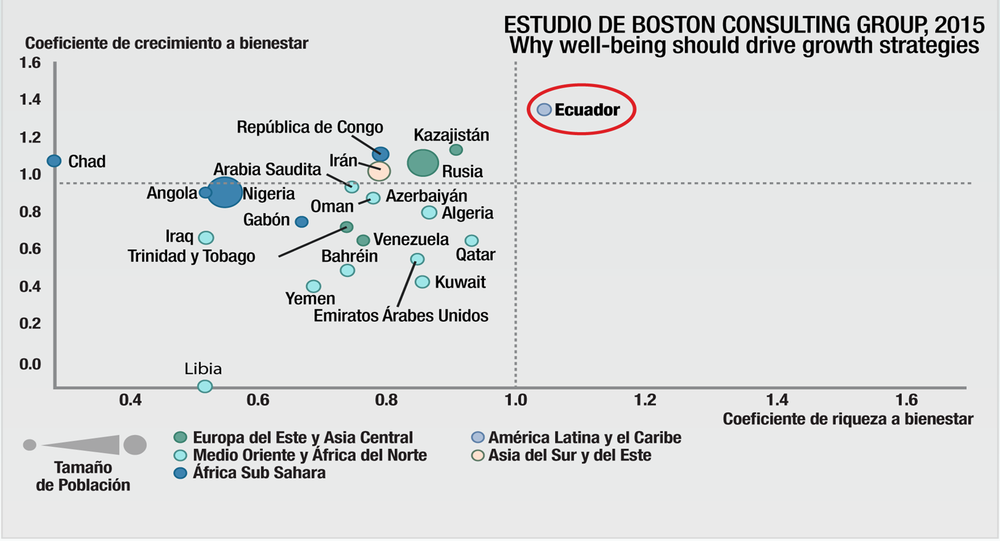 ESTUDIO DE BOSTON CONSULTING GROUP, 2015
Why well-being should drive growth strategies
Coeficiente de crecimiento a bienestar
1.6
1.4
1.2
1.0
0.8
0.6
0.4
0.2
0.0
Ecuador
República de Congo
Kazajistán
Chad
Irán
Arabia Saudita
Rusia
Angola
Nigeria
Azerbaiyán
Oman
Algeria
Gabón
Iraq
Venezuela
Trinidad y Tobago
Bahréin
Qatar
Kuwait
Yemen
Emiratos Árabes Unidos
Libia
0.4
0.6
0.8
1.0
1.2
1.4
1.6
Coeficiente de riqueza a bienestar
Tamaño
de Población
Europa del Este y Asia Central
Medio Oriente y África del Norte
África Sub Sahara
América Latina y el Caribe
Asia del Sur y del Este